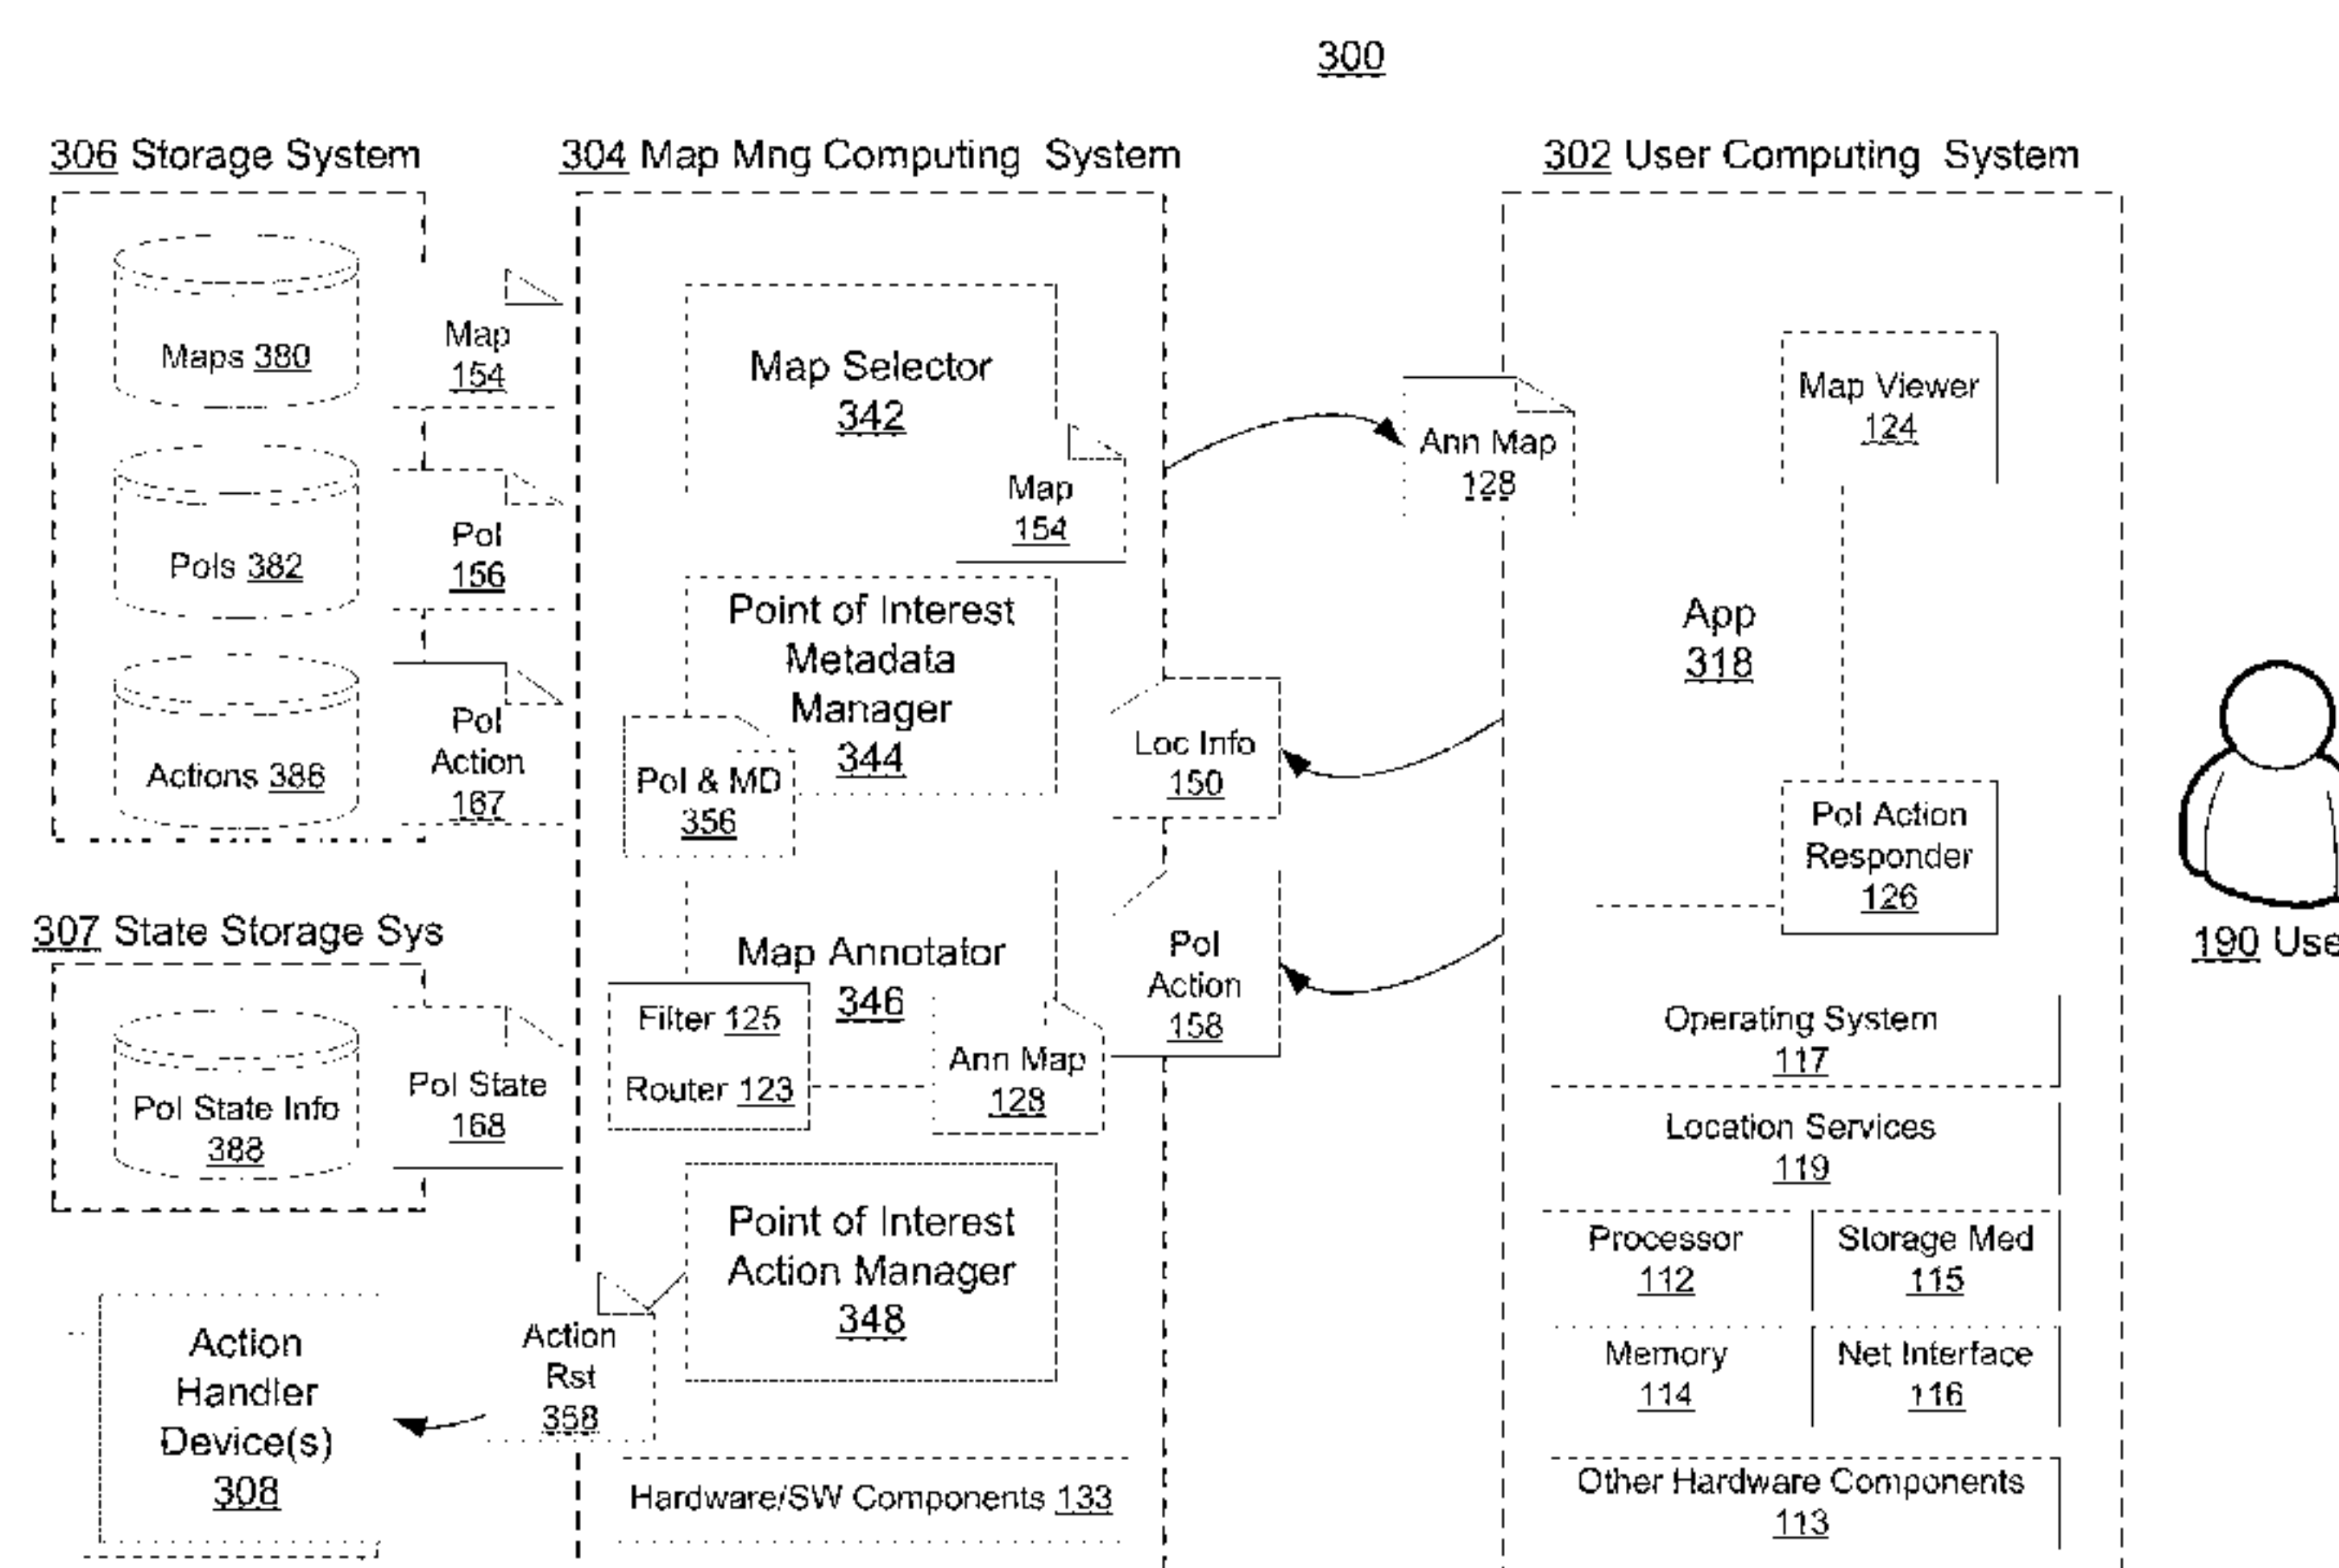 300
306 Storage System
Maps 380
Map
154
PoIs 382
PoI
156
Actions 386
PoI
Action
167
307 State Storage Sys
PoI State Info
388
PoI State
168
Action
Handler
Device(s)
308
304 Map Mng Computing System
Map Selector
342
Map
154
Point of Interest
Metadata
Manager
344
PoI & MD
356
Map Annotator
346
Filter 125
Router 123
Ann Map
128
Point of Interest
Action Manager
348
Action
Rst
358
Hardware/SW Components 133
Ann Map
128
Loc Info
150
PoI
Action
158
302 User Computing System
Map Viewer
124
App
318
PoI Action
Responder
126
Operating System
117
Location Services
119
Processor
112
Storage Med
115
Memory
114
Net Interface
116
Other Hardware Components
113
190 Use